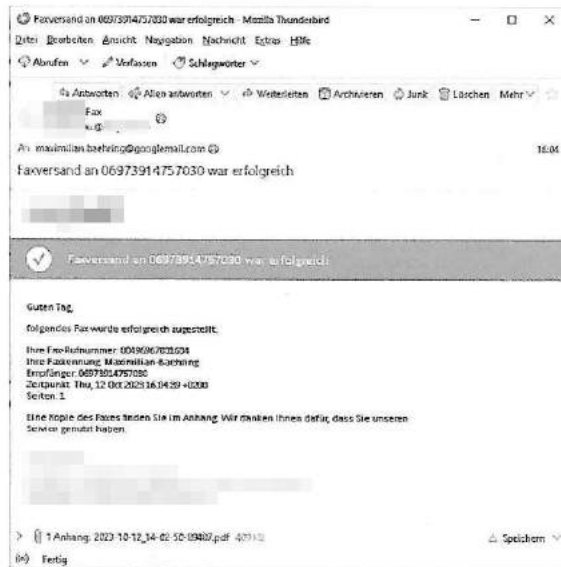 Faxversand an 06973914757030 war erfolgreich - Mozilla Thunderbird
Datei Bearbeiten Ansicht Navigation Nachricht Extras Hilfe
Abrufen Verfassen Schlagwörter
Antworten Allen antworten Weiterleiten Archivieren Junk Löschen Mehr
Fax
An maximilian.baehring@googlemail.com 16:04
Faxversand an 06973914757030 war erfolgreich
Faxversand an 06973914757030 war erfolgreich
Guten Tag,
folgendes Fax wurde erfolgreich zugestellt:
Ihre Fax-Rufnummer:
Ihre Faxkennung: Maximilian-Baehring
Empfänger: 06973914757030
Zeitpunkt: Thu, 12 Oct 2023 16:04:39 +0200
Seiten: 1
Eine Kopie des Faxes finden Sie im Anhang. Wir danken Ihnen dafür, dass Sie unseren
Service genutzt haben.
1 Anhang: 2023-10-12_14-02-50-89407.pdf Speichern
Fertig